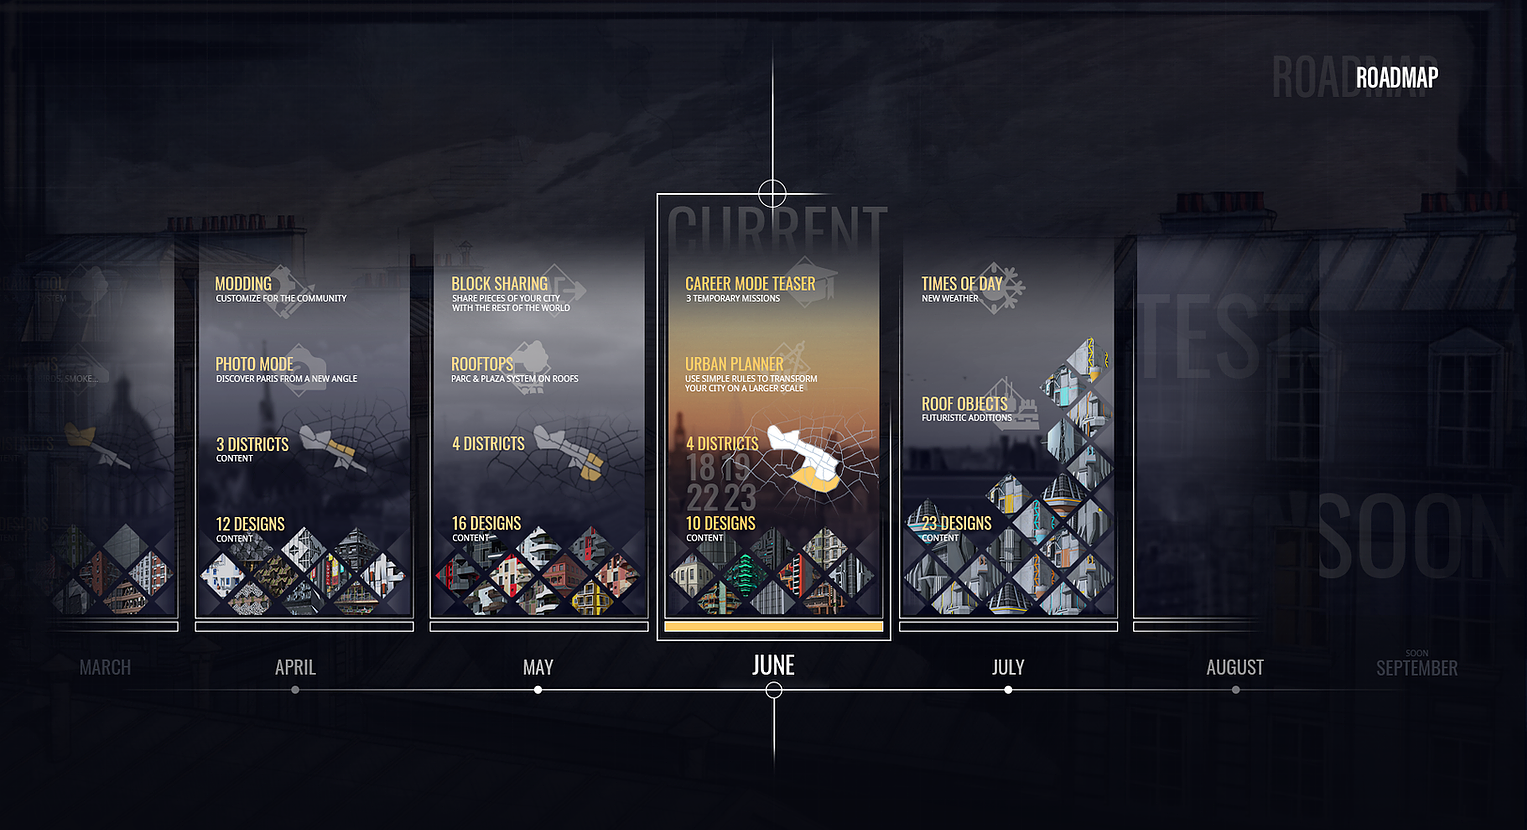 ROADMAP
ROADMAP
CURRENT
MODDING
CUSTOMIZE FOR THE COMMUNITY
PHOTO MODE
DISCOVER PARIS FROM A NEW ANGLE
3 DISTRICTS
CONTENT
12 DESIGNS
CONTENT
BLOCK SHARING
SHARE PIECES OF YOUR CITY
WITH THE REST OF THE WORLD
ROOFTOPS
PARC & PLAZA SYSTEM ON ROOFS
4 DISTRICTS
16 DESIGNS
CONTENT
CAREER MODE TEASER
3 TEMPORARY MISSIONS
URBAN PLANNER
USE SIMPLE RULES TO TRANSFORM
YOUR CITY ON A LARGER SCALE
4 DISTRICTS
18 19
22 23
10 DESIGNS
CONTENT
TIMES OF DAY
NEW WEATHER
ROOF OBJECTS
FUTURISTIC ADDITIONS
23 DESIGNS
CONTENT
TEST
SOON
MARCH
APRIL
MAY
JUNE
JULY
AUGUST
SOON
SEPTEMBER